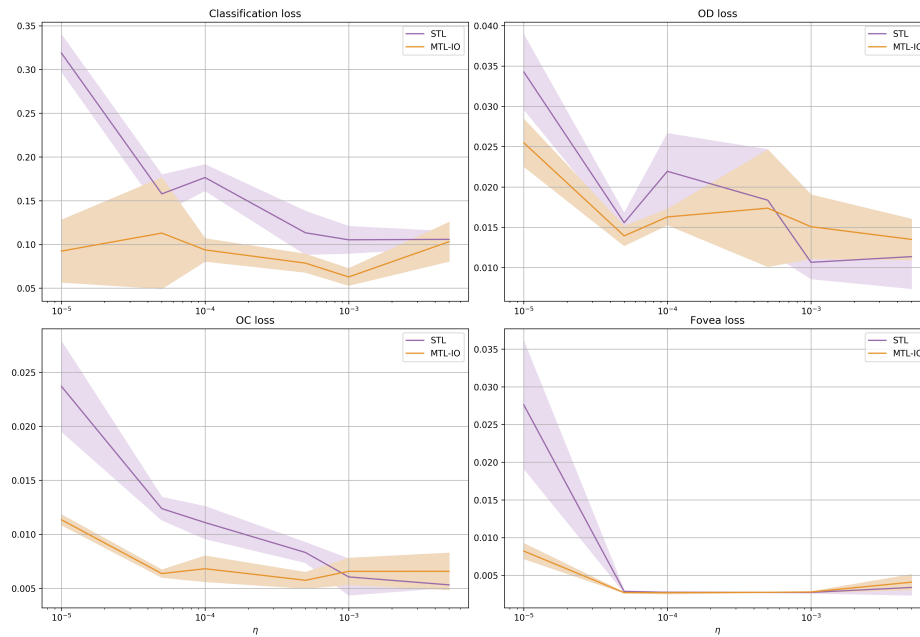 Classification loss
0.35
0.30
0.25
0.20
0.15
0.10
0.05
10⁻⁵
10⁻⁴
10⁻³
STL
MTL-IO
OD loss
0.040
0.035
0.030
0.025
0.020
0.015
0.010
10⁻⁵
10⁻⁴
10⁻³
STL
MTL-IO
OC loss
0.025
0.020
0.015
0.010
0.005
10⁻⁵
10⁻⁴
10⁻³
η
STL
MTL-IO
Fovea loss
0.035
0.030
0.025
0.020
0.015
0.010
0.005
10⁻⁵
10⁻⁴
10⁻³
η
STL
MTL-IO